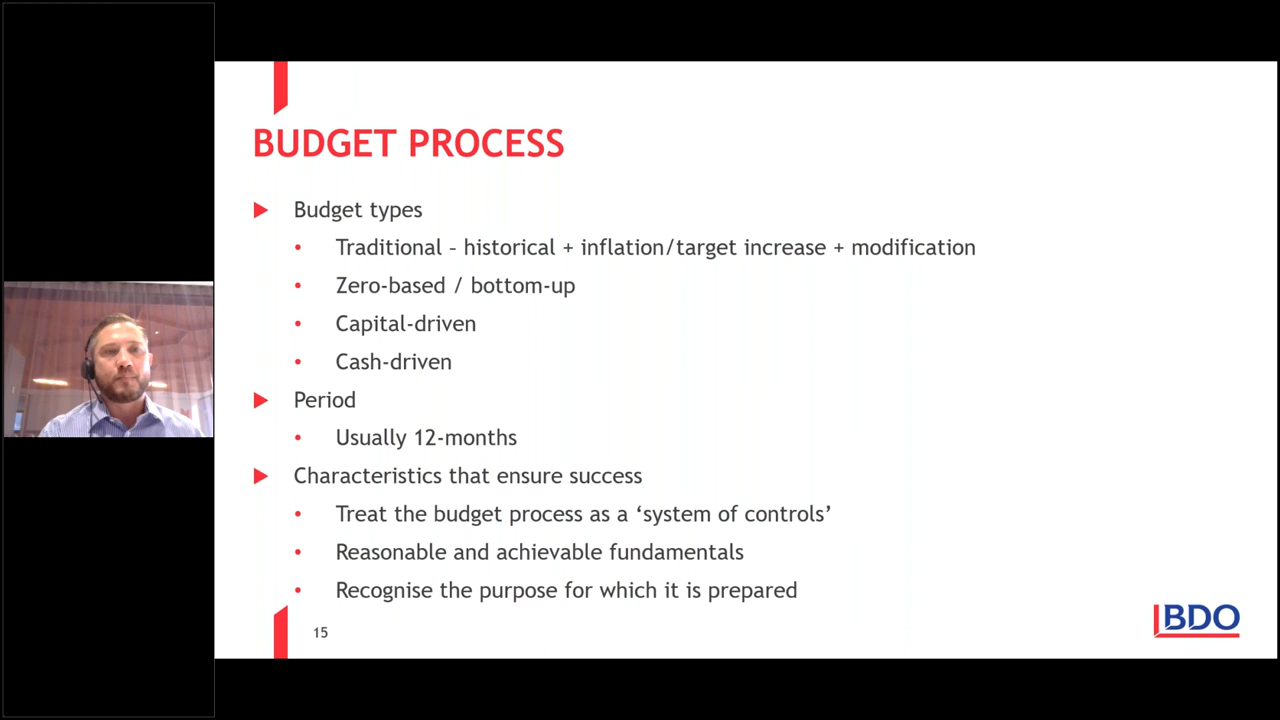 BUDGET PROCESS
Budget types
• Traditional – historical + inflation/target increase + modification
• Zero-based / bottom-up
• Capital-driven
• Cash-driven
Period
• Usually 12-months
Characteristics that ensure success
• Treat the budget process as a ‘system of controls’
• Reasonable and achievable fundamentals
• Recognise the purpose for which it is prepared
15
BDO